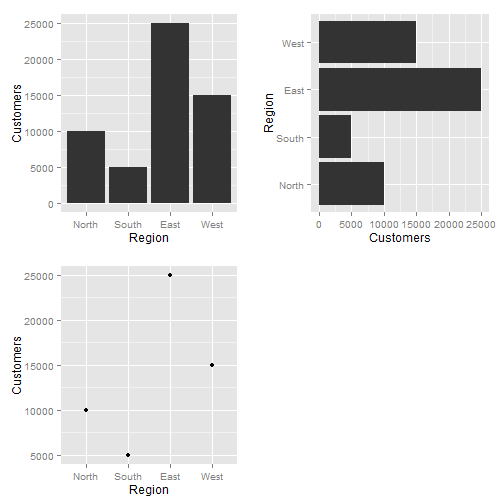 25000
20000
15000
10000
5000
0
Customers
North South East West
Region
West
East
South
North
Region
0 5000 10000 15000 20000 25000
Customers
25000
20000
15000
10000
5000
Customers
North South East West
Region